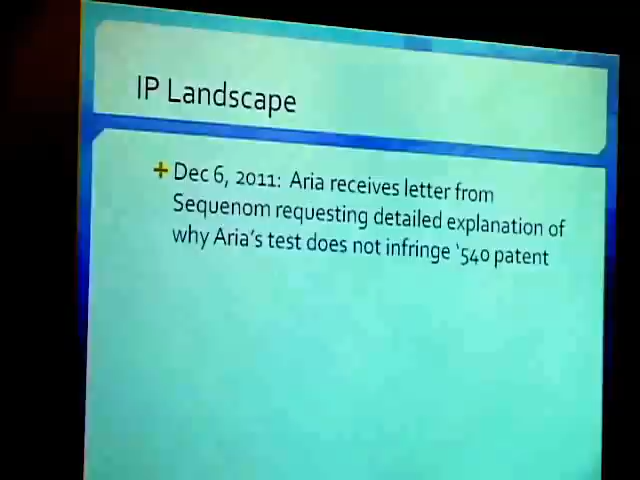 IP Landscape
Dec 6, 2011: Aria receives letter from
Sequenom requesting detailed explanation of
why Aria's test does not infringe '540 patent